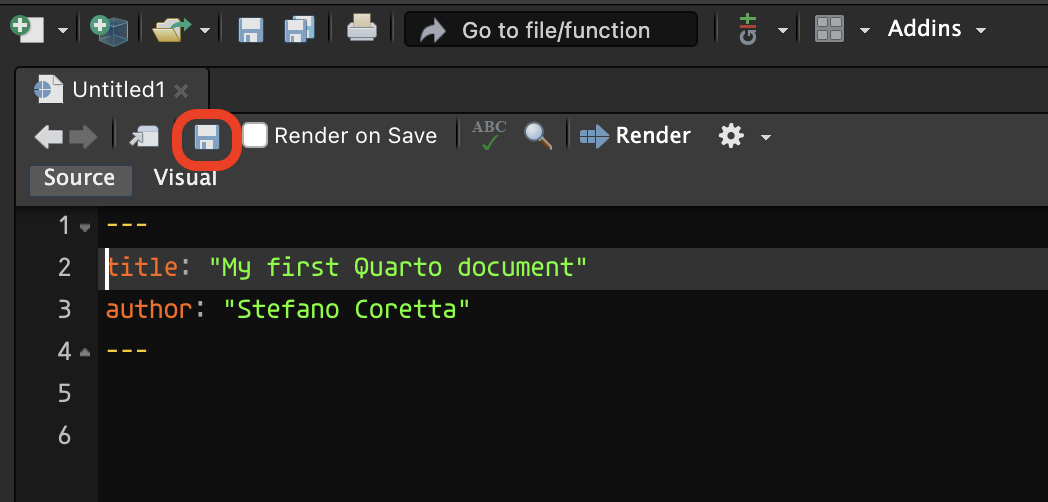 Go to file/function
Addins
Untitled1
Render on Save
ABC
Render
Source
Visual
1 ---
2 title: "My first Quarto document"
3 author: "Stefano Coretta"
4 ---
5
6